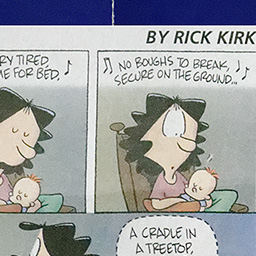 BY RICK KIRK
RY TIRED,
ME FOR BED,
NO BOUGHS TO BREAK,
SECURE ON THE GROUND...
A CRADLE IN
A TREETOP,